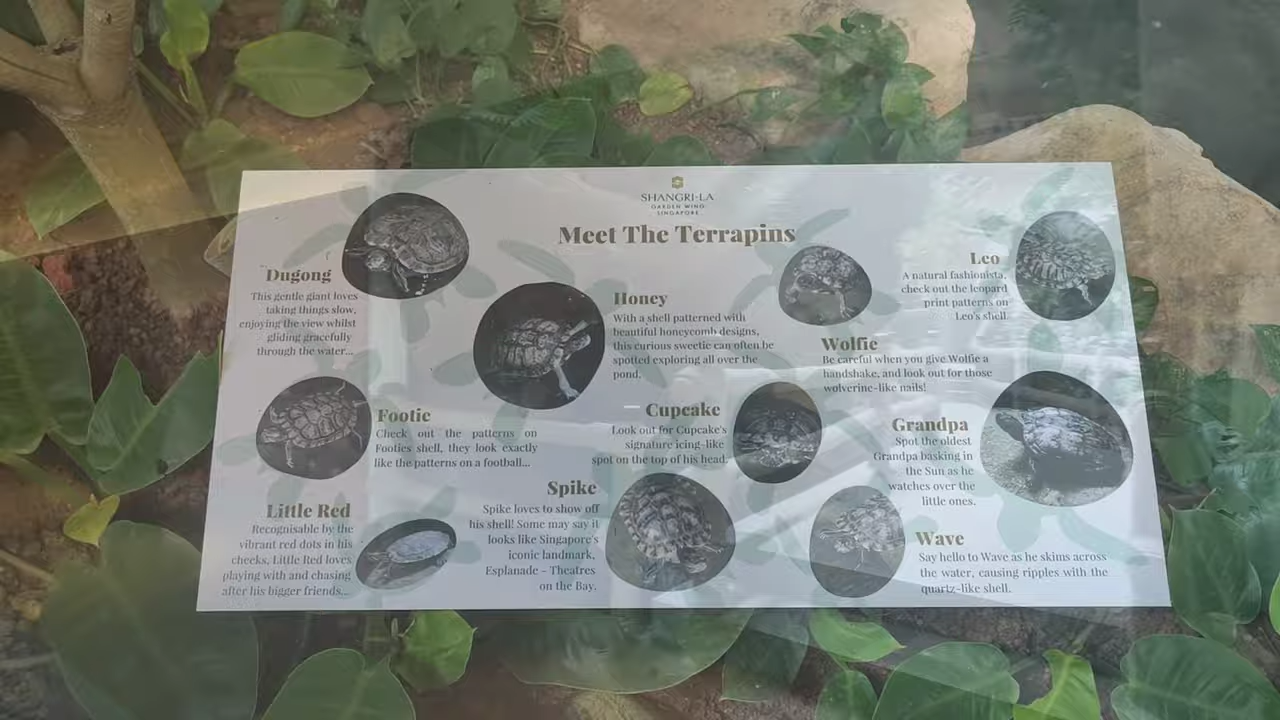 SHANGRI-LA
GARDEN WING
SINGAPORE
Meet The Terrapins
Dugong
This gentle giant loves
taking things slow,
enjoying the view whilst
gliding gracefully
through the water...
Honey
With a shell patterned with
beautiful honeycomb designs,
this curious sweetie can often be
spotted exploring all over the
pond.
Leo
A natural fashionista,
check out the leopard
print patterns on
Leo's shell.
Wolfie
Be careful when you give Wolfie a
handshake, and look out for those
wolverine-like nails!
Footie
Check out the patterns on
Footies shell, they look exactly
like the patterns on a football...
Cupcake
Look out for Cupcake's
signature icing-like
spot on the top of his head.
Grandpa
Spot the oldest
Grandpa basking in
the Sun as he
watches over the
little ones.
Little Red
Recognisable by the
vibrant red dots in his
cheeks, Little Red loves
playing with and chasing
after his bigger friends...
Spike
Spike loves to show off
his shell! Some may say it
looks like Singapore's
iconic landmark,
Esplanade - Theatres
on the Bay.
Wave
Say hello to Wave as he skims across
the water, causing ripples with the
quartz-like shell.